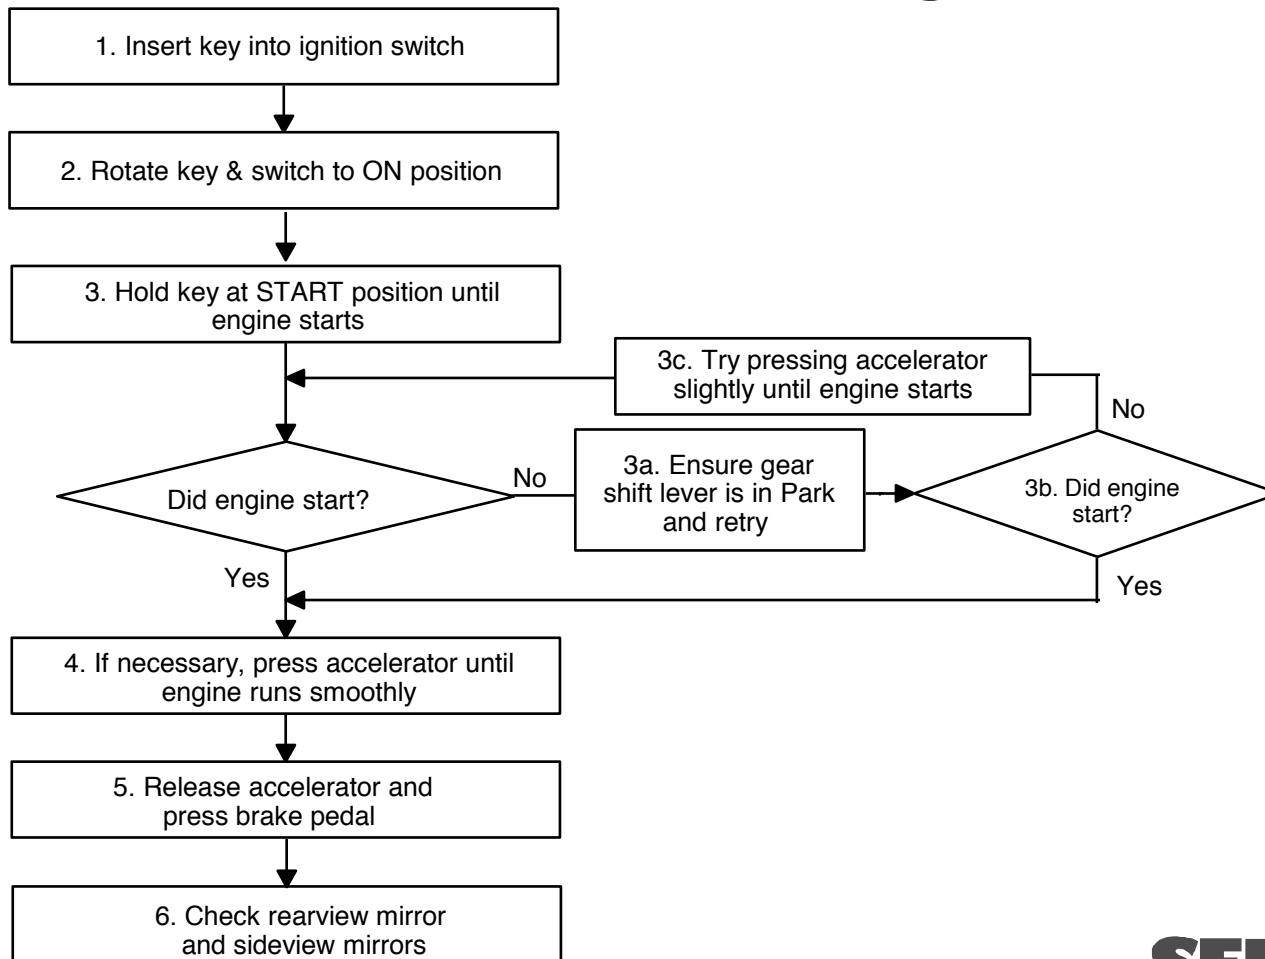 1. Insert key into ignition switch
2. Rotate key & switch to ON position
3. Hold key at START position until
engine starts
3c. Try pressing accelerator
slightly until engine starts
No
Did engine start?
No
3a. Ensure gear
shift lever is in Park
and retry
3b. Did engine
start?
Yes
Yes
4. If necessary, press accelerator until
engine runs smoothly
5. Release accelerator and
press brake pedal
6. Check rearview mirror
and sideview mirrors